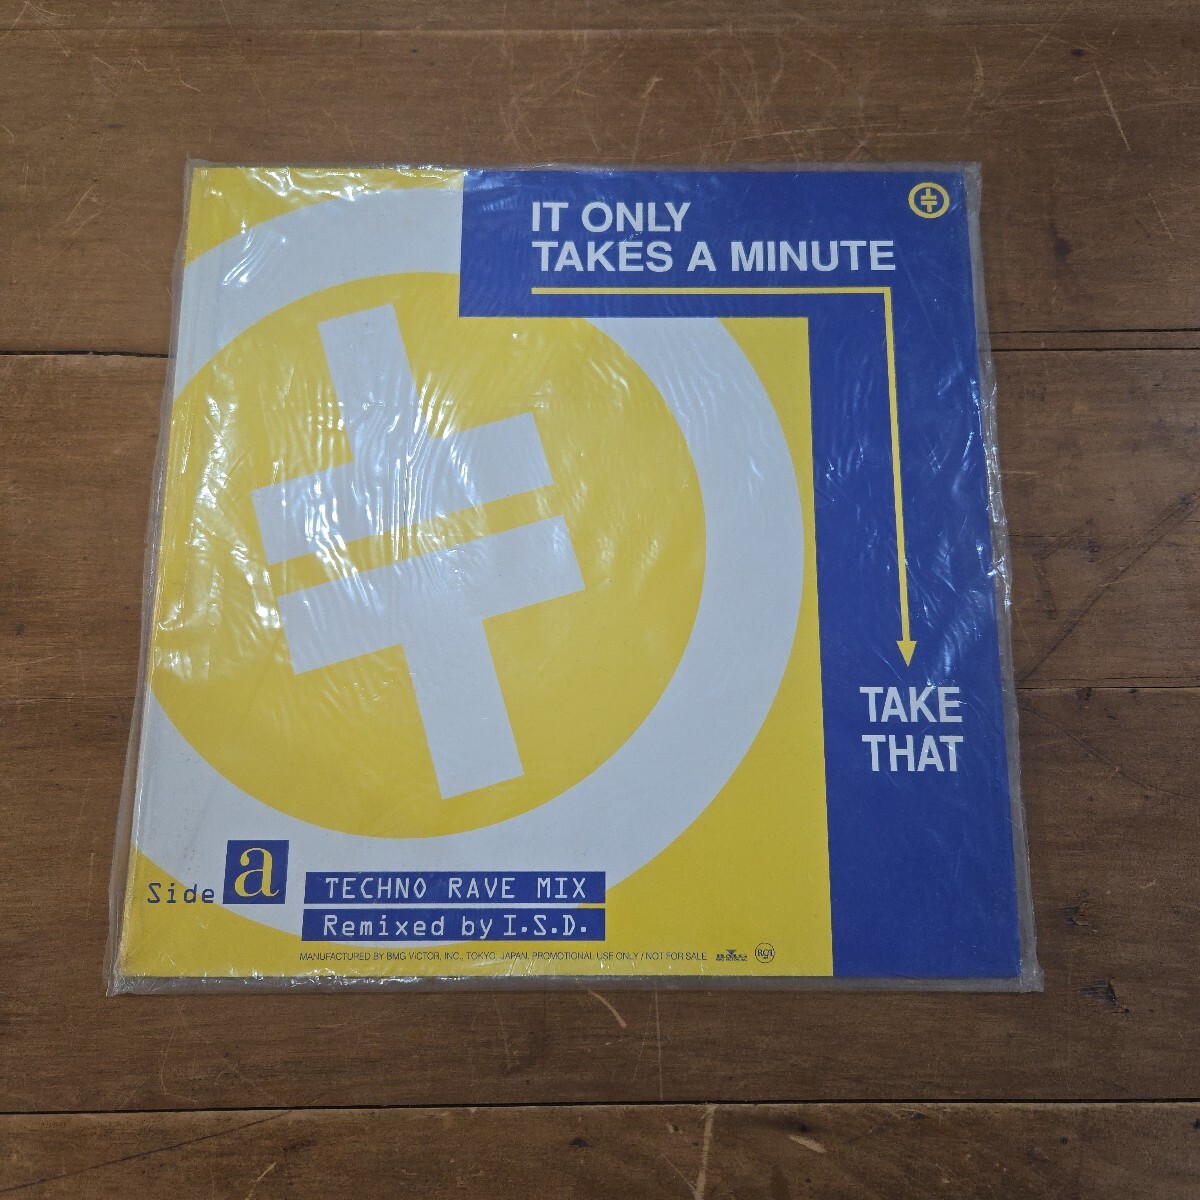 IT ONLY
TAKES A MINUTE
TAKE
THAT
Side a
TECHNO RAVE MIX
Remixed by I.S.D.
MANUFACTURED BY BMG VICTOR, INC., TOKYO, JAPAN. PROMOTIONAL USE ONLY / NOT FOR SALE
BMG
RCA